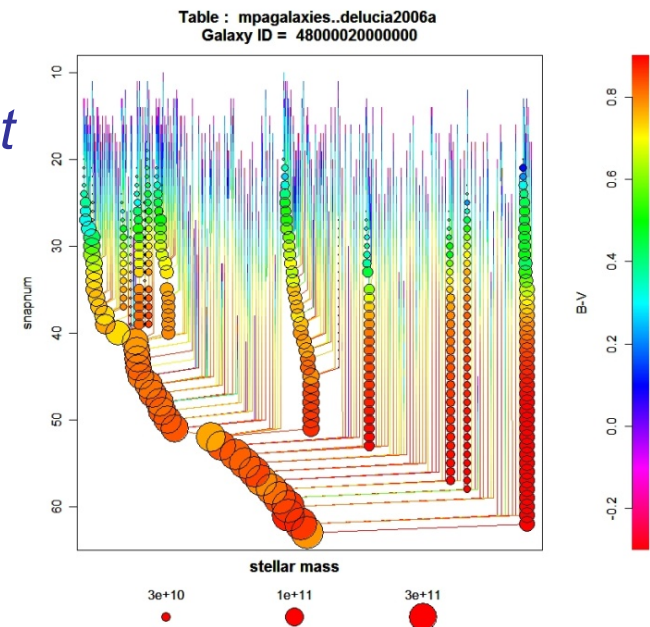 Table : mpagalaxies..delucia2006a
Galaxy ID = 48000020000000
t
10
20
30
40
50
60
snapnum
0.8
0.6
0.4
0.2
0.0
-0.2
B-V
stellar mass
3e+10 1e+11 3e+11